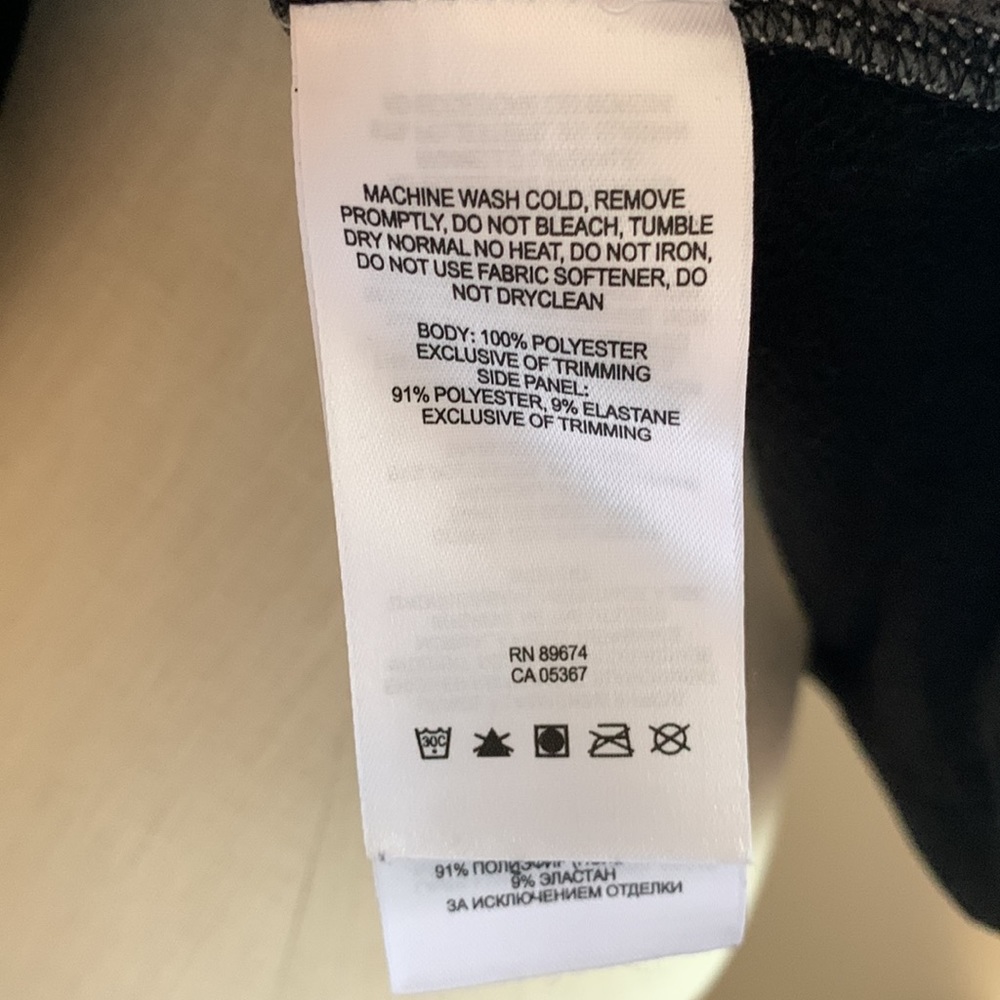 MACHINE WASH COLD, REMOVE
PROMPTLY, DO NOT BLEACH, TUMBLE
DRY NORMAL NO HEAT, DO NOT IRON,
DO NOT USE FABRIC SOFTENER, DO
NOT DRYCLEAN
BODY: 100% POLYESTER
EXCLUSIVE OF TRIMMING
SIDE PANEL:
91% POLYESTER, 9% ELASTANE
EXCLUSIVE OF TRIMMING
RN 89674
CA 05367
30C
91%
9% ЭЛАСТАН
ЗА ИСКЛЮЧЕНИЕМ ОТДЕЛКИ